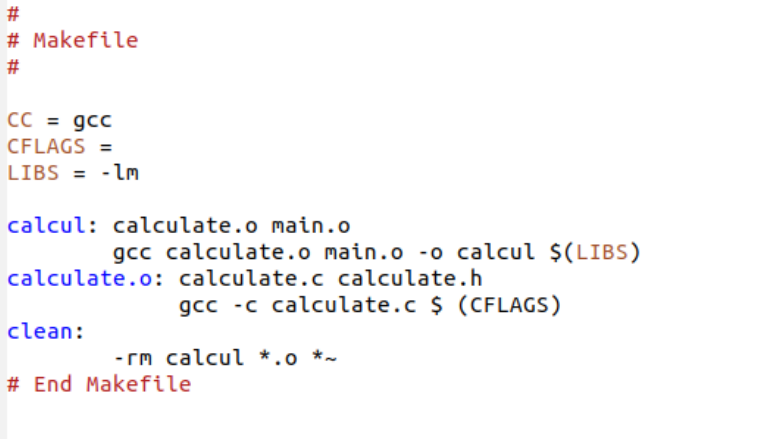 #
# Makefile
#
CC = gcc
CFLAGS =
LIBS = -lm
calcul: calculate.o main.o
gcc calculate.o main.o -o calcul $(LIBS)
calculate.o: calculate.c calculate.h
gcc -c calculate.c $ (CFLAGS)
clean:
-rm calcul *.o *~
# End Makefile